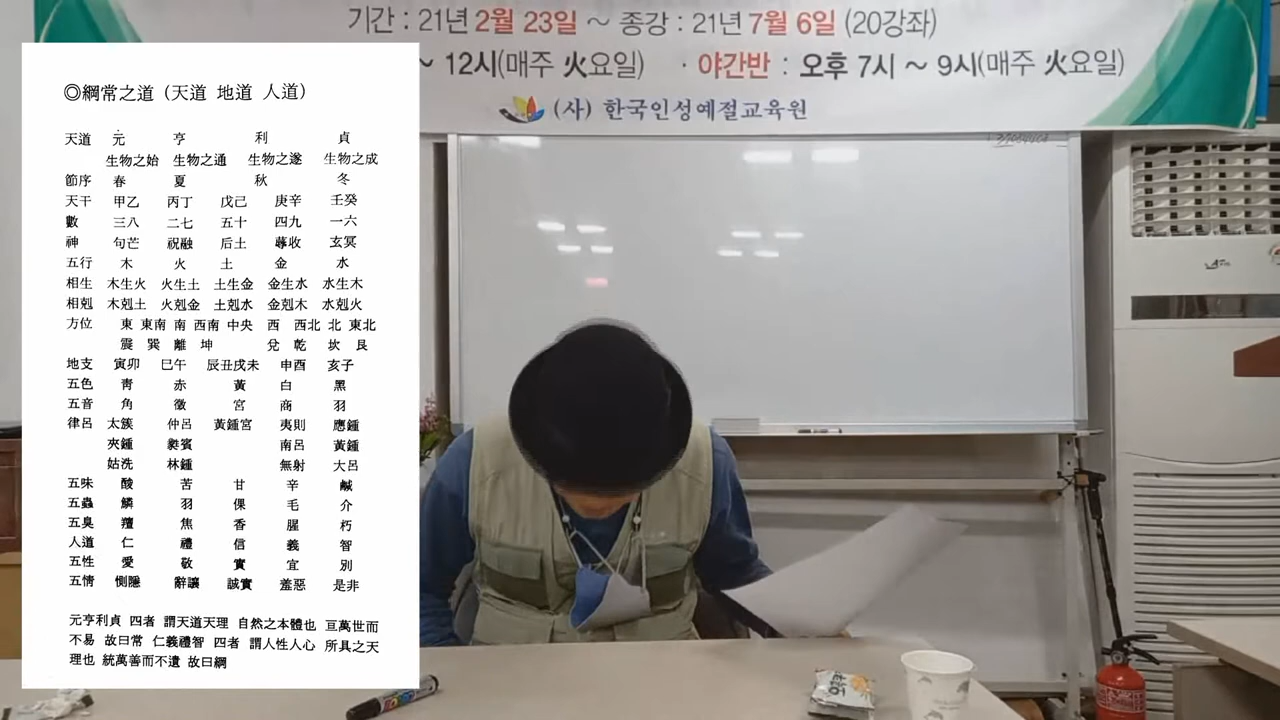 기간 : 21년 2월 23일 ~ 종강 : 21년 7월 6일 (20강좌)
~ 12시(매주 火요일) · 야간반 : 오후 7시 ~ 9시(매주 火요일)
(사) 한국인성예절교육원
◎綱常之道 (天道 地道 人道)
天道 元 亨 利 貞
生物之始 生物之通 生物之遂 生物之成
節序 春 夏 秋 冬
天干 甲乙 丙丁 戊己 庚辛 壬癸
數 三八 二七 五十 四九 一六
神 句芒 祝融 后土 蓐收 玄冥
五行 木 火 土 金 水
相生 木生火 火生土 土生金 金生水 水生木
相剋 木剋土 火剋金 土剋水 金剋木 水剋火
方位 東 東南 南 西南 中央 西 西北 北 東北
震 巽 離 坤 兌 乾 坎 艮
地支 寅卯 巳午 辰丑戌未 申酉 亥子
五色 靑 赤 黃 白 黑
五音 角 徵 宮 商 羽
律呂 太簇 仲呂 黃鍾宮 夷則 應鍾
夾鍾 蕤賓 南呂 黃鍾
姑洗 林鍾 無射 大呂
五味 酸 苦 甘 辛 鹹
五蟲 鱗 羽 倮 毛 介
五臭 羶 焦 香 腥 朽
人道 仁 禮 信 義 智
五性 愛 敬 實 宜 別
五情 惻隱 辭讓 誠實 羞惡 是非
元亨利貞 四者 謂天道天理 自然之本體也 亘萬世而
不易 故曰常 仁義禮智 四者 謂人性人心 所具之天
理也 統萬善而不遺 故曰綱